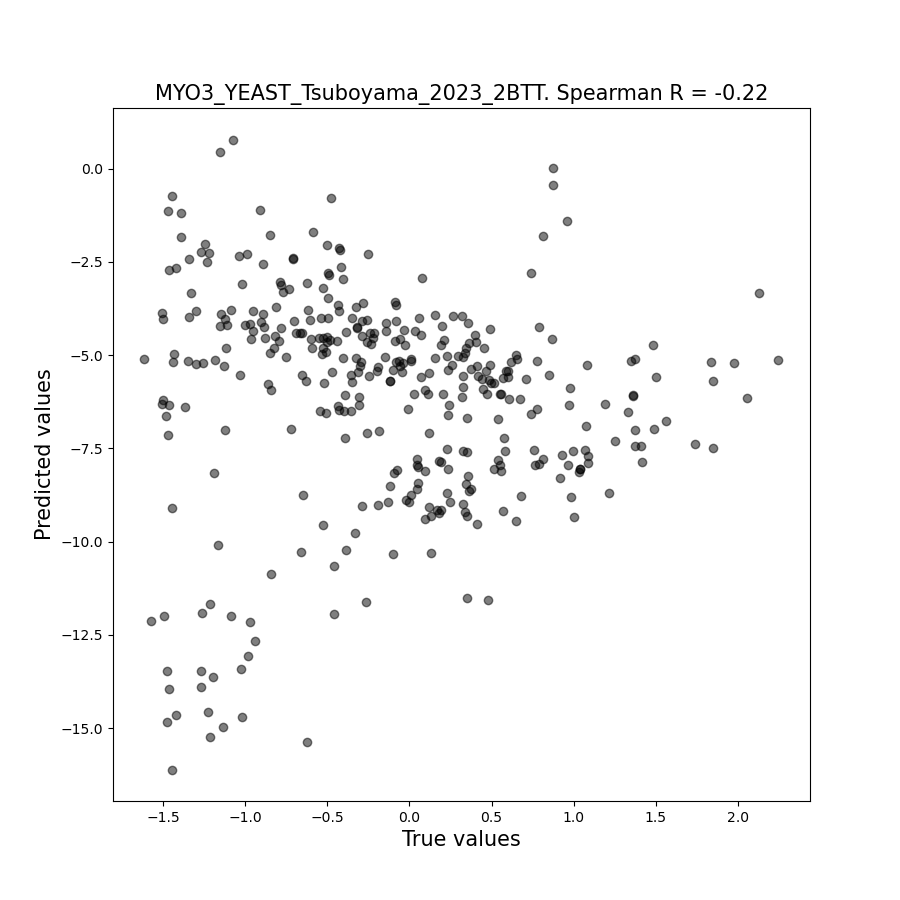 MYO3_YEAST_Tsuboyama_2023_2BTT. Spearman R = -0.22
0.0
−2.5
−5.0
−7.5
−10.0
−12.5
−15.0
Predicted values
−1.5 −1.0 −0.5 0.0 0.5 1.0 1.5 2.0
True values